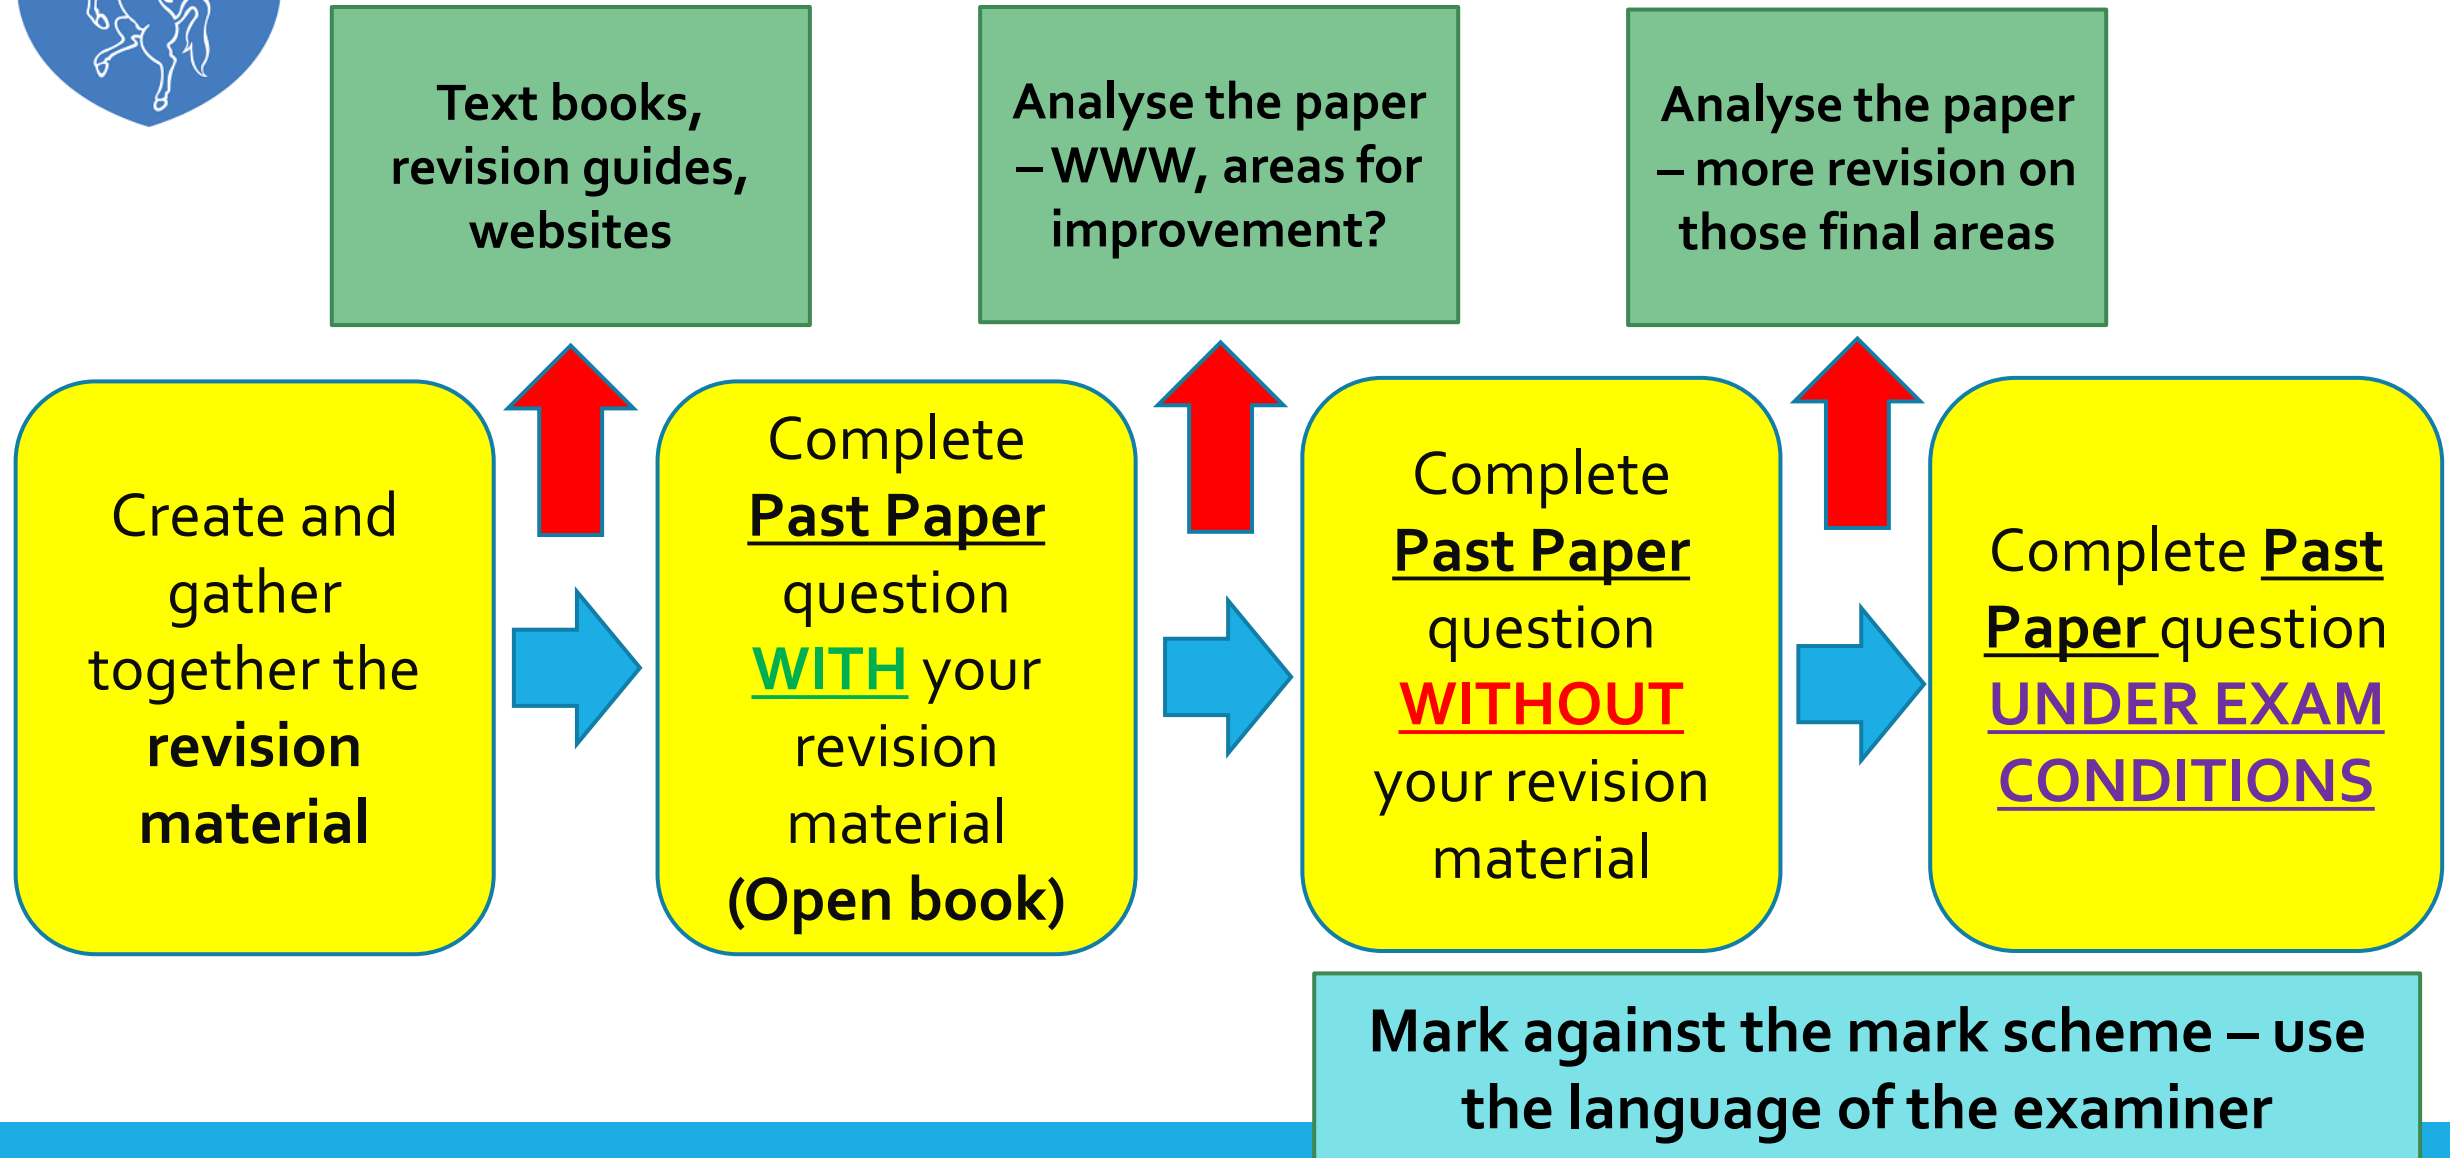 Text books,
revision guides,
websites
Analyse the paper
– WWW, areas for
improvement?
Analyse the paper
– more revision on
those final areas
Create and
gather
together the
revision
material
Complete
Past Paper
question
WITH your
revision
material
(Open book)
Complete
Past Paper
question
WITHOUT
your revision
material
Complete Past
Paper question
UNDER EXAM
CONDITIONS
Mark against the mark scheme – use
the language of the examiner